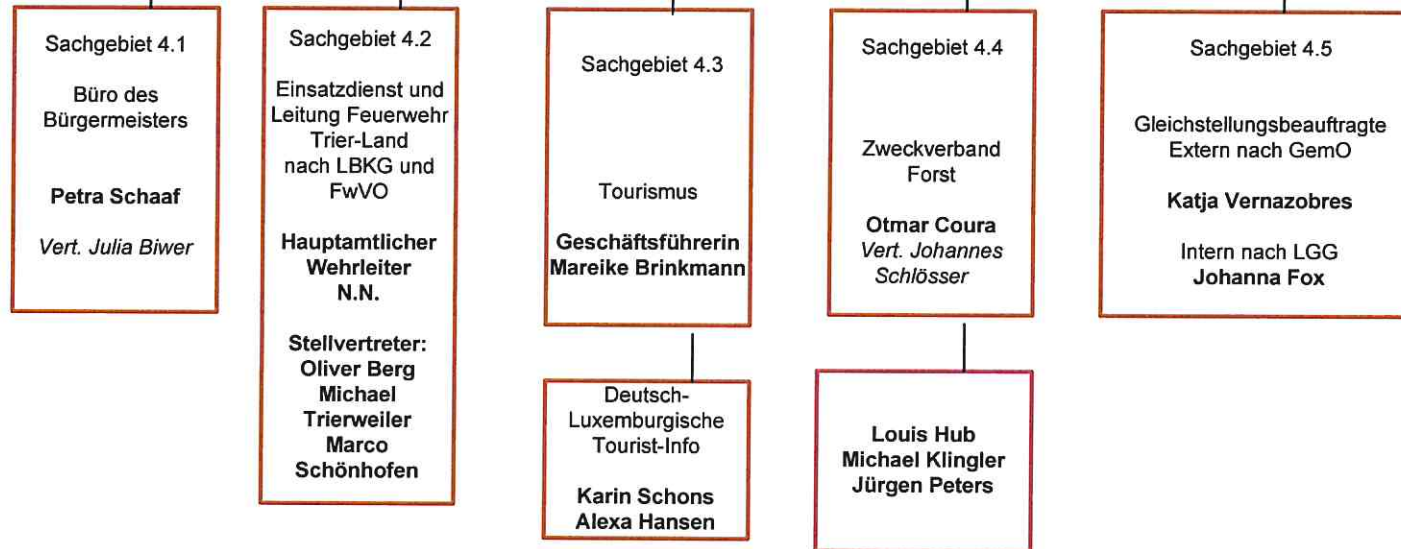 Sachgebiet 4.1
Büro des
Bürgermeisters
Petra Schaaf
Vert. Julia Biwer
Sachgebiet 4.2
Einsatzdienst und
Leitung Feuerwehr
Trier-Land
nach LBKG und
FwVO
Hauptamtlicher
Wehrleiter
N.N.
Stellvertreter:
Oliver Berg
Michael
Trierweiler
Marco
Schönhofen
Sachgebiet 4.3
Tourismus
Geschäftsführerin
Mareike Brinkmann
Deutsch-
Luxemburgische
Tourist-Info
Karin Schons
Alexa Hansen
Sachgebiet 4.4
Zweckverband
Forst
Otmar Coura
Vert. Johannes
Schlösser
Louis Hub
Michael Klingler
Jürgen Peters
Sachgebiet 4.5
Gleichstellungsbeauftragte
Extern nach GemO
Katja Vernazobres
Intern nach LGG
Johanna Fox